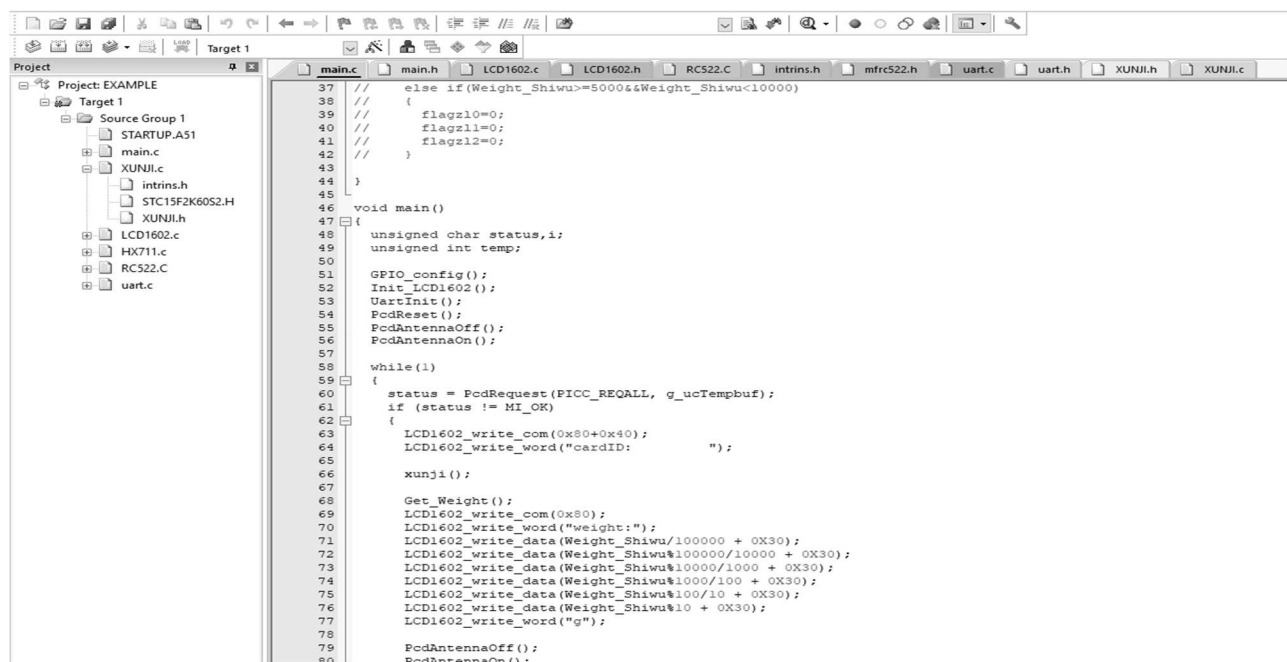 LOAD
Target 1
Project
Project: EXAMPLE
Target 1
Source Group 1
STARTUP.A51
main.c
XUNJI.c
intrins.h
STC15F2K60S2.H
XUNJI.h
LCD1602.c
HX711.c
RC522.C
uart.c
main.c main.h LCD1602.c LCD1602.h RC522.C intrins.h mfrc522.h uart.c uart.h XUNJI.h XUNJI.c
37 // else if(Weight_Shiwu>=5000&&Weight_Shiwu<10000)
38 // {
39 // flagzl0=0;
40 // flagzl1=0;
41 // flagzl2=0;
42 // }
43
44 }
45
46 void main()
47 {
48 unsigned char status,i;
49 unsigned int temp;
50
51 GPIO_config();
52 Init_LCD1602();
53 UartInit();
54 PcdReset();
55 PcdAntennaOff();
56 PcdAntennaOn();
57
58 while(1)
59 {
60 status = PcdRequest(PICC_REQALL, g_ucTempbuf);
61 if (status != MI_OK)
62 {
63 LCD1602_write_com(0x80+0x40);
64 LCD1602_write_word("cardID:         ");
65
66 xunji();
67
68 Get_Weight();
69 LCD1602_write_com(0x80);
70 LCD1602_write_word("weight:");
71 LCD1602_write_data(Weight_Shiwu/100000 + 0X30);
72 LCD1602_write_data(Weight_Shiwu%100000/10000 + 0X30);
73 LCD1602_write_data(Weight_Shiwu%10000/1000 + 0X30);
74 LCD1602_write_data(Weight_Shiwu%1000/100 + 0X30);
75 LCD1602_write_data(Weight_Shiwu%100/10 + 0X30);
76 LCD1602_write_data(Weight_Shiwu%10 + 0X30);
77 LCD1602_write_word("g");
78
79 PcdAntennaOff();
80 PcdAntennaOn();